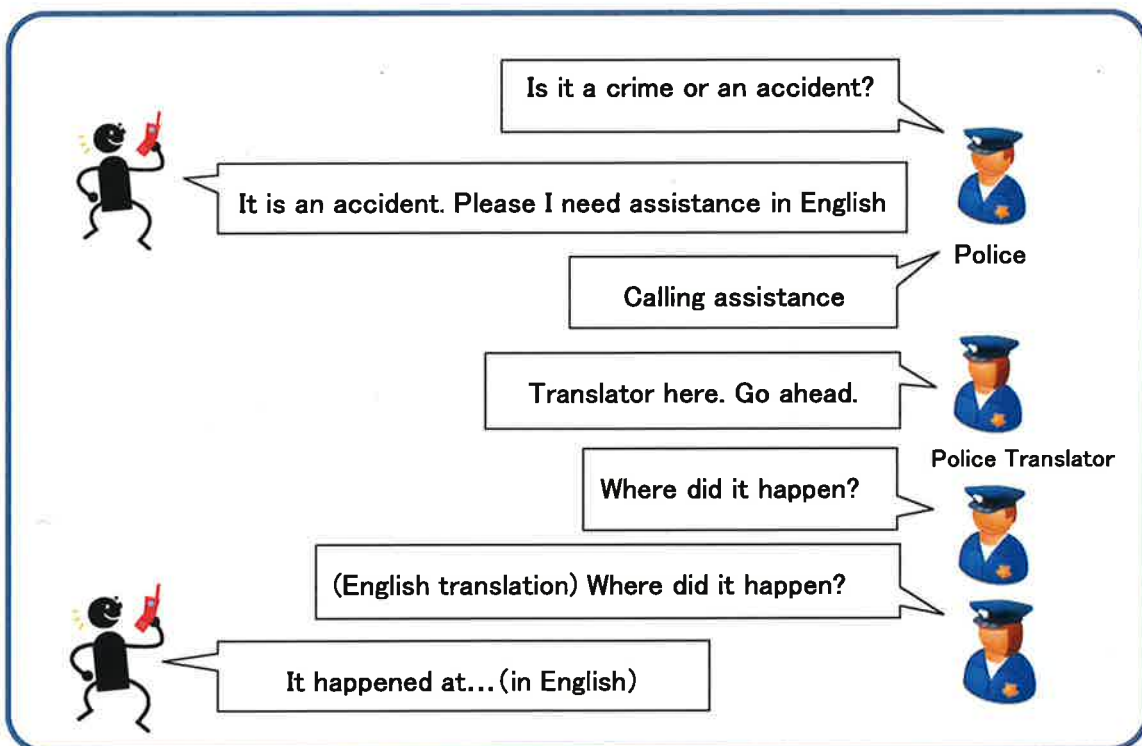 Is it a crime or an accident?
It is an accident. Please I need assistance in English
Police
Calling assistance
Translator here. Go ahead.
Police Translator
Where did it happen?
(English translation) Where did it happen?
It happened at...(in English)